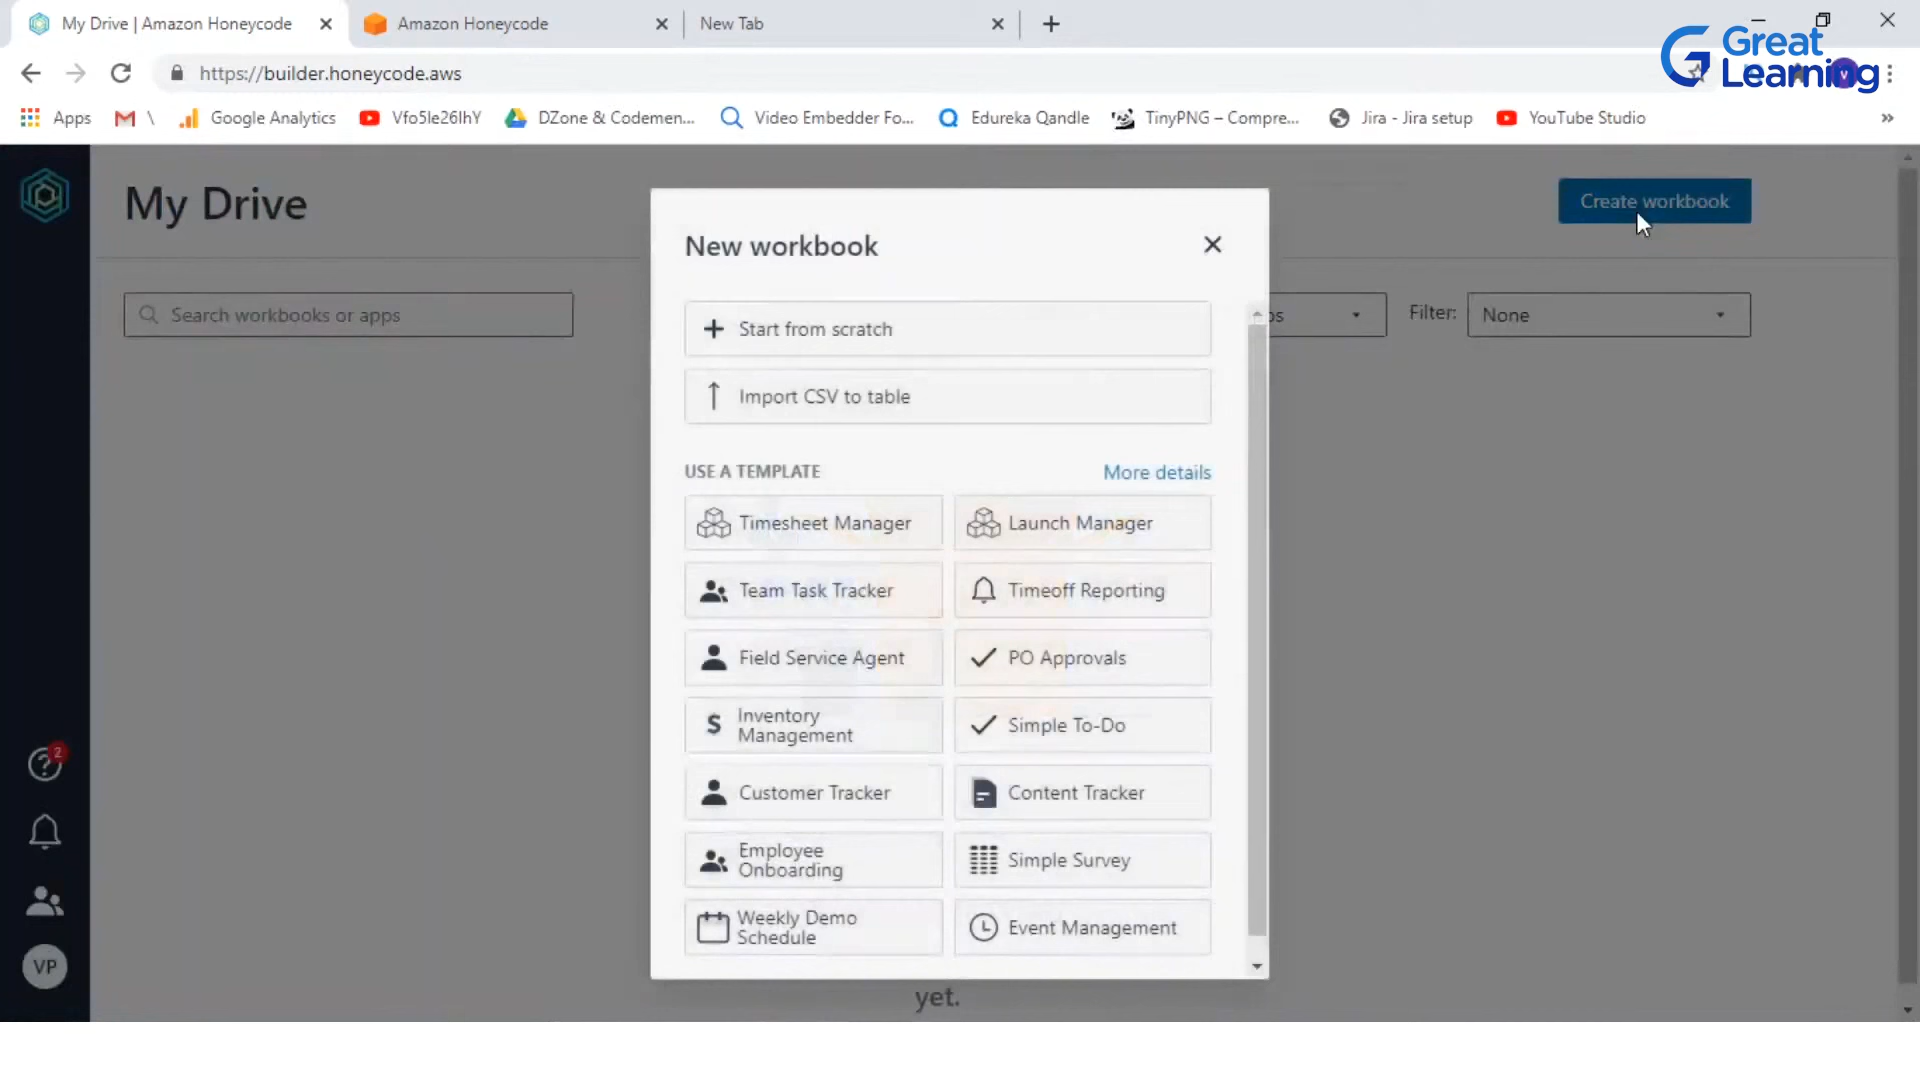 My Drive | Amazon Honeycode
Amazon Honeycode
New Tab
Great
Learning
https://builder.honeycode.aws
V
Apps
\
Google Analytics
Vfo5le26IhY
DZone & Codemen...
Video Embedder Fo...
Edureka Qandle
TinyPNG – Compre...
Jira - Jira setup
YouTube Studio
»
My Drive
Create workbook
New workbook
Search workbooks or apps
Filter:
None
Start from scratch
Import CSV to table
USE A TEMPLATE
More details
Timesheet Manager
Launch Manager
Team Task Tracker
Timeoff Reporting
Field Service Agent
PO Approvals
$
Inventory
Management
Simple To-Do
Customer Tracker
Content Tracker
Employee
Onboarding
Simple Survey
Weekly Demo
Schedule
Event Management
2
VP
yet.